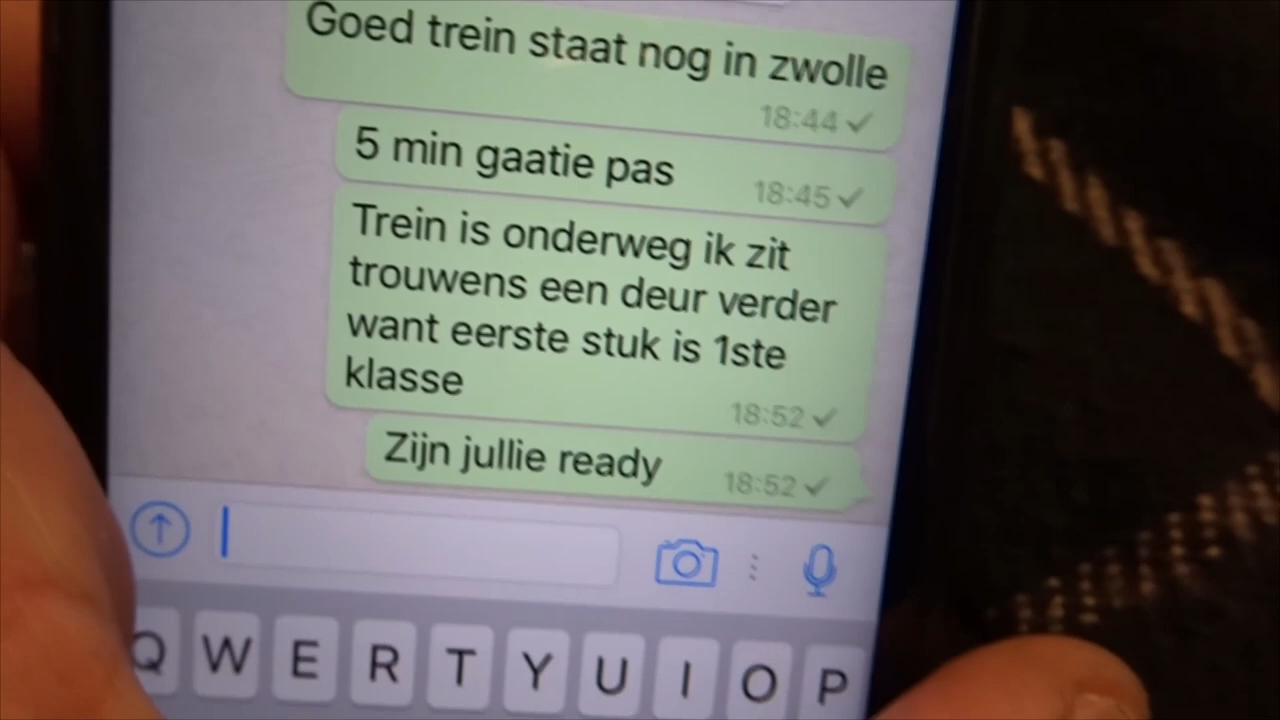 Goed trein staat nog in zwolle
18:44
5 min gaatie pas
18:45
Trein is onderweg ik zit
trouwens een deur verder
want eerste stuk is 1ste
klasse
18:52
Zijn jullie ready
18:52
Q W E R T Y U I O P